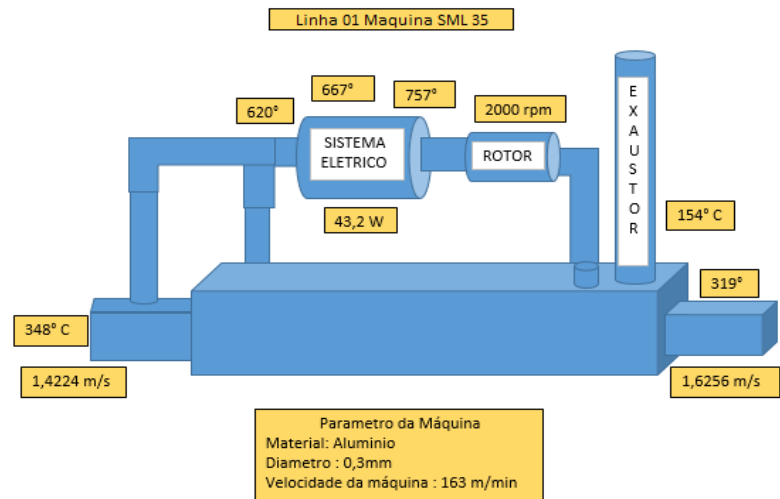 Linha 01 Maquina SML 35
667°
757°
620°
2000 rpm
SISTEMA
ELETRICO
ROTOR
EXAUSTOR
43,2 W
154° C
319°
348° C
1,4224 m/s
1,6256 m/s
Parametro da Máquina
Material: Aluminio
Diametro : 0,3mm
Velocidade da máquina : 163 m/min